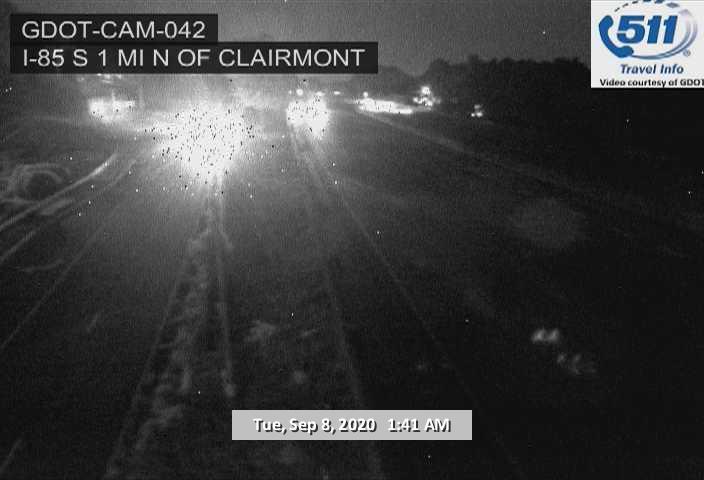 GDOT-CAM-042
I-85 S 1 MI N OF CLAIRMONT
511
Travel Info
Video courtesy of GDOT
Tue, Sep 8, 2020 1:41 AM